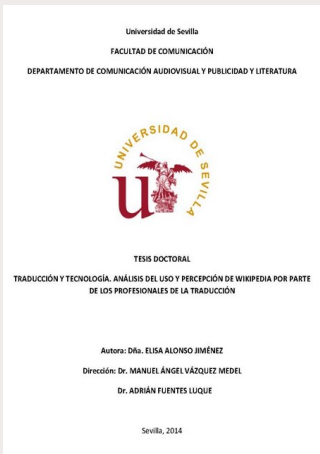 Universidad de Sevilla
FACULTAD DE COMUNICACIÓN
DEPARTAMENTO DE COMUNICACIÓN AUDIOVISUAL Y PUBLICIDAD Y LITERATURA
UNIVERSIDAD DE SEVILLA
TESIS DOCTORAL
TRADUCCIÓN Y TECNOLOGÍA. ANÁLISIS DEL USO Y PERCEPCIÓN DE WIKIPEDIA POR PARTE
DE LOS PROFESIONALES DE LA TRADUCCIÓN
Autora: Dña. ELISA ALONSO JIMÉNEZ
Dirección: Dr. MANUEL ÁNGEL VÁZQUEZ MEDEL
Dr. ADRIÁN FUENTES LUQUE
Sevilla, 2014